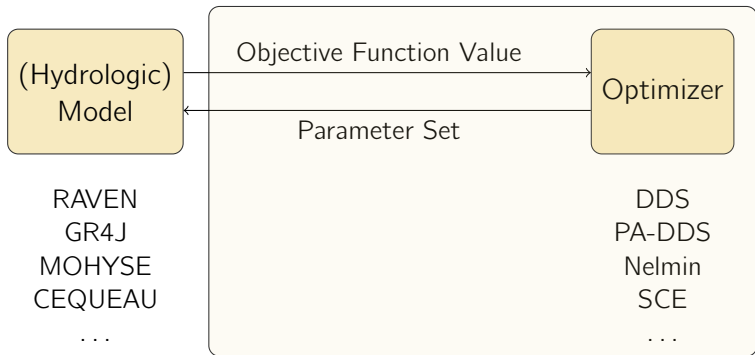 (Hydrologic)
Model
Objective Function Value
Parameter Set
Optimizer
RAVEN
GR4J
MOHYSE
CEQUEAU
...
DDS
PA-DDS
Nelmin
SCE
...